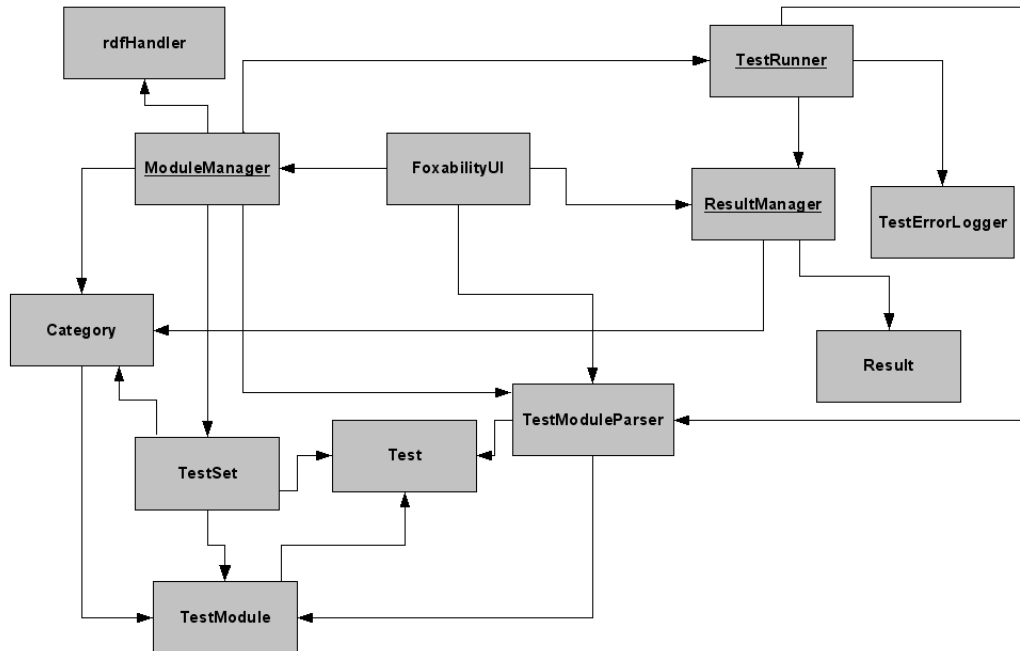 rdfHandler
TestRunner
ModuleManager
FoxabilityUI
ResultManager
TestErrorLogger
Category
Result
TestModuleParser
Test
TestSet
TestModule